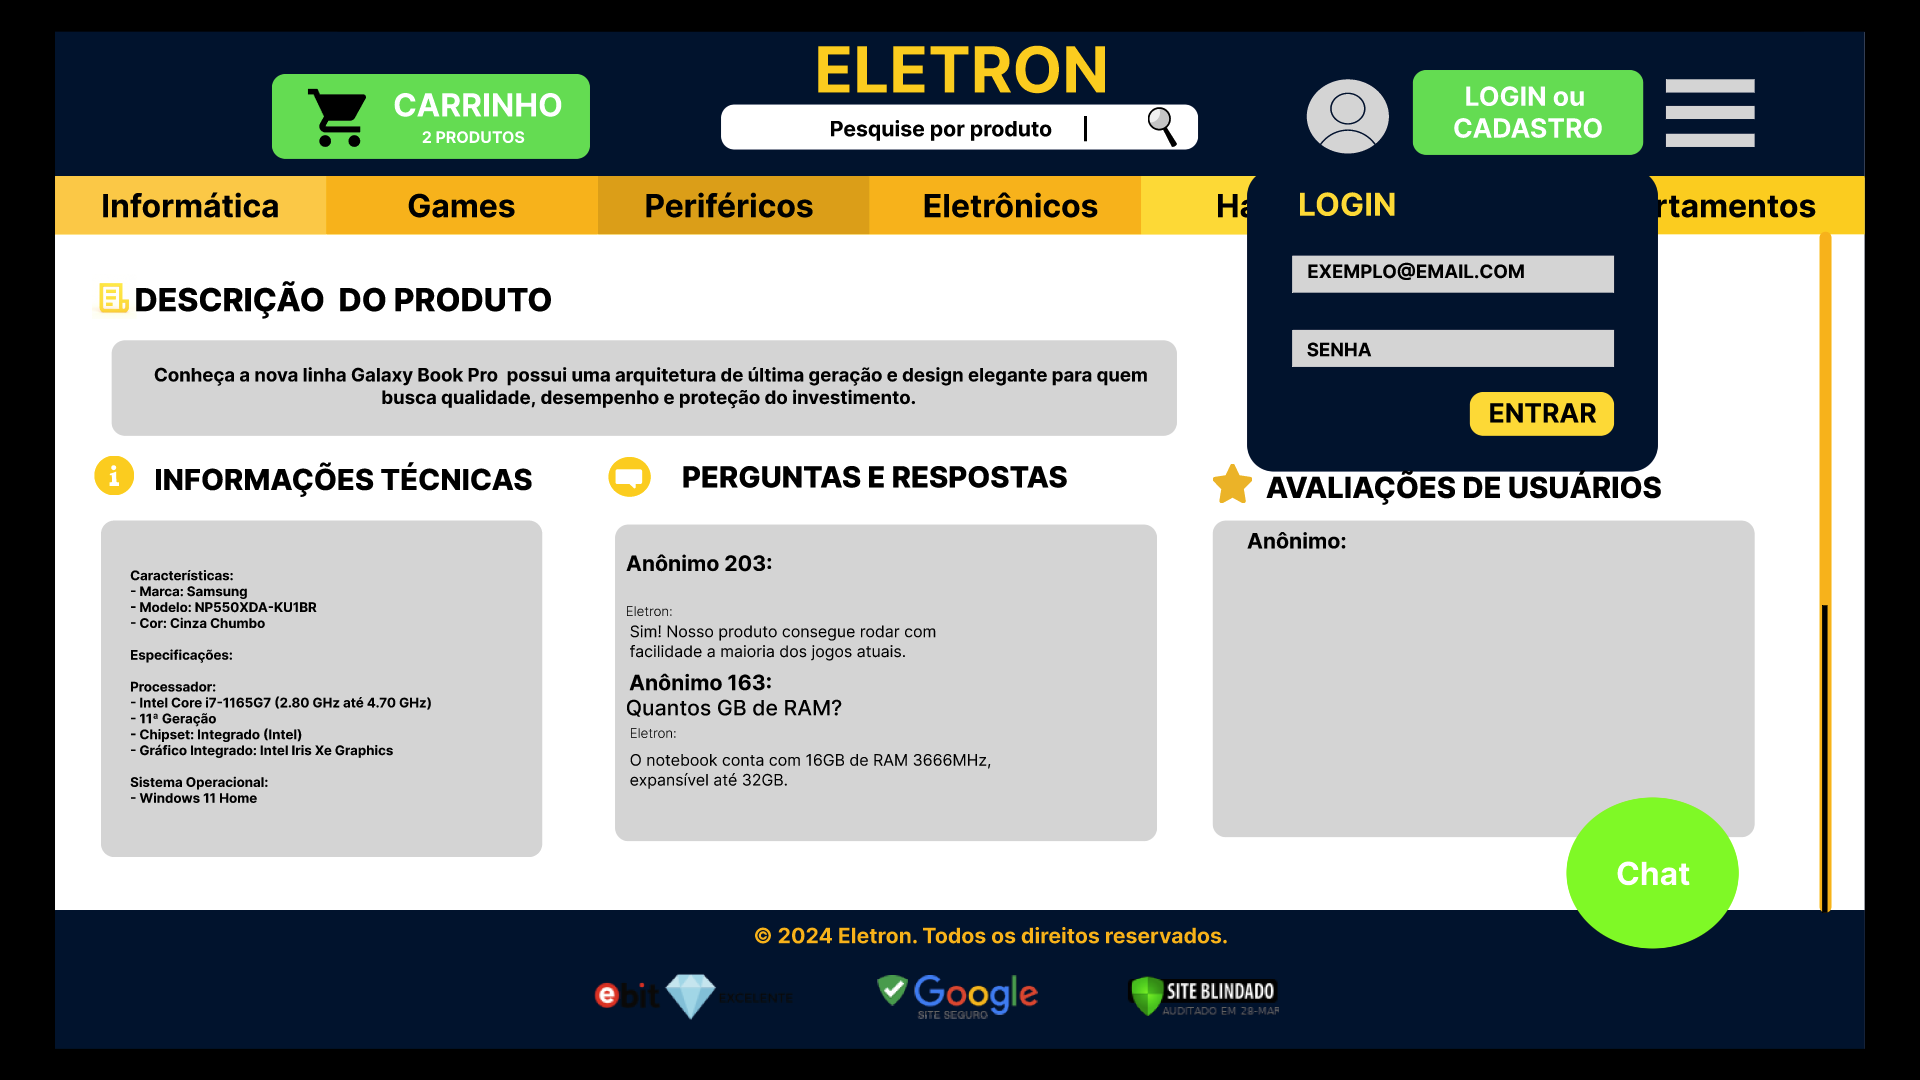 ELETRON
CARRINHO
2 PRODUTOS
Pesquise por produto
LOGIN ou
CADASTRO
Informática
Games
Periféricos
Eletrônicos
Ha
rtamentos
LOGIN
EXEMPLO@EMAIL.COM
SENHA
ENTRAR
DESCRIÇÃO DO PRODUTO
Conheça a nova linha Galaxy Book Pro possui uma arquitetura de última geração e design elegante para quem
busca qualidade, desempenho e proteção do investimento.
INFORMAÇÕES TÉCNICAS
Características:
- Marca: Samsung
- Modelo: NP550XDA-KU1BR
- Cor: Cinza Chumbo
Especificações:
Processador:
- Intel Core i7-1165G7 (2.80 GHz até 4.70 GHz)
- 11ª Geração
- Chipset: Integrado (Intel)
- Gráfico Integrado: Intel Iris Xe Graphics
Sistema Operacional:
- Windows 11 Home
PERGUNTAS E RESPOSTAS
Anônimo 203:
Eletron:
Sim! Nosso produto consegue rodar com
facilidade a maioria dos jogos atuais.
Anônimo 163:
Quantos GB de RAM?
Eletron:
O notebook conta com 16GB de RAM 3666MHz,
expansível até 32GB.
AVALIAÇÕES DE USUÁRIOS
Anônimo:
Chat
© 2024 Eletron. Todos os direitos reservados.
ebit
EXCELENTE
Google
SITE SEGURO
SITE BLINDADO
AUDITADO EM 28-MAR